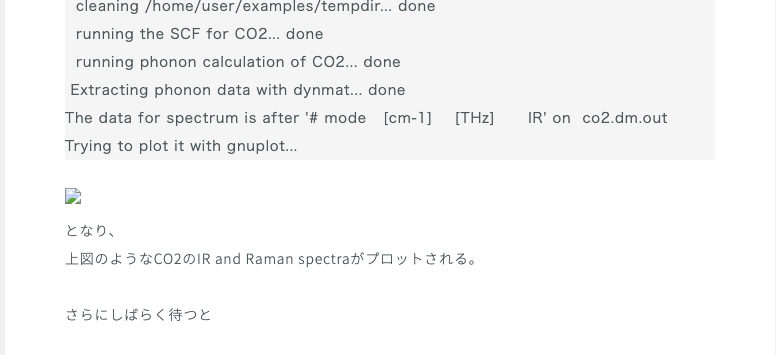 cleaning /home/user/examples/tempdir... done
running the SCF for CO2... done
running phonon calculation of CO2... done
Extracting phonon data with dynmat... done
The data for spectrum is after '# mode [cm-1] [THz] IR' on co2.dm.out
Trying to plot it with gnuplot...
となり、
上図のようなCO2のIR and Raman spectraがプロットされる。
さらにしばらく待つと